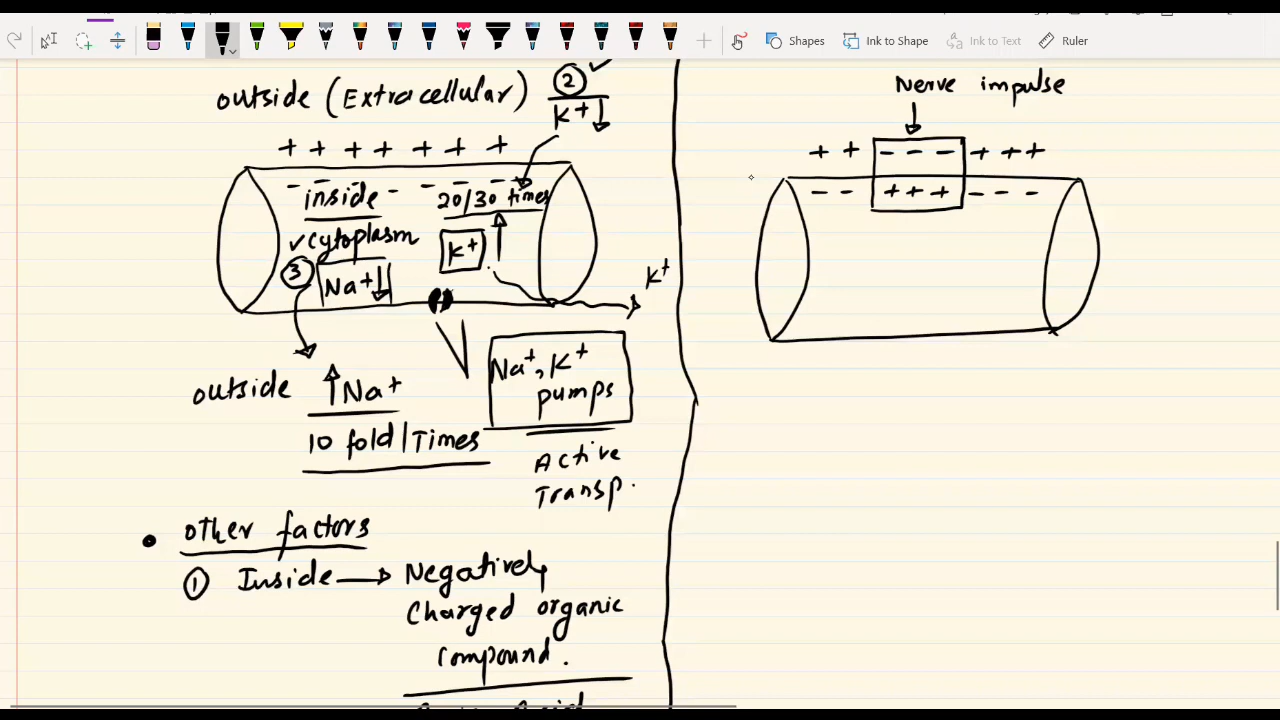 Shapes
Ink to Shape
Ink to Text
Ruler
outside (Extracellular)
2
K+↓
+ + + + + + +
- - - - - - - -
inside
20/30 times
✓cytoplasm
K+ ↑
3
Na+↓
K+
outside ↑Na+
10 fold/Times
Na+, K+
pumps
Active
Transp.
• other factors
① Inside → Negatively
Charged organic
compound.
Nerve impulse
↓
+ + - - - + + +
- - + + + - - -